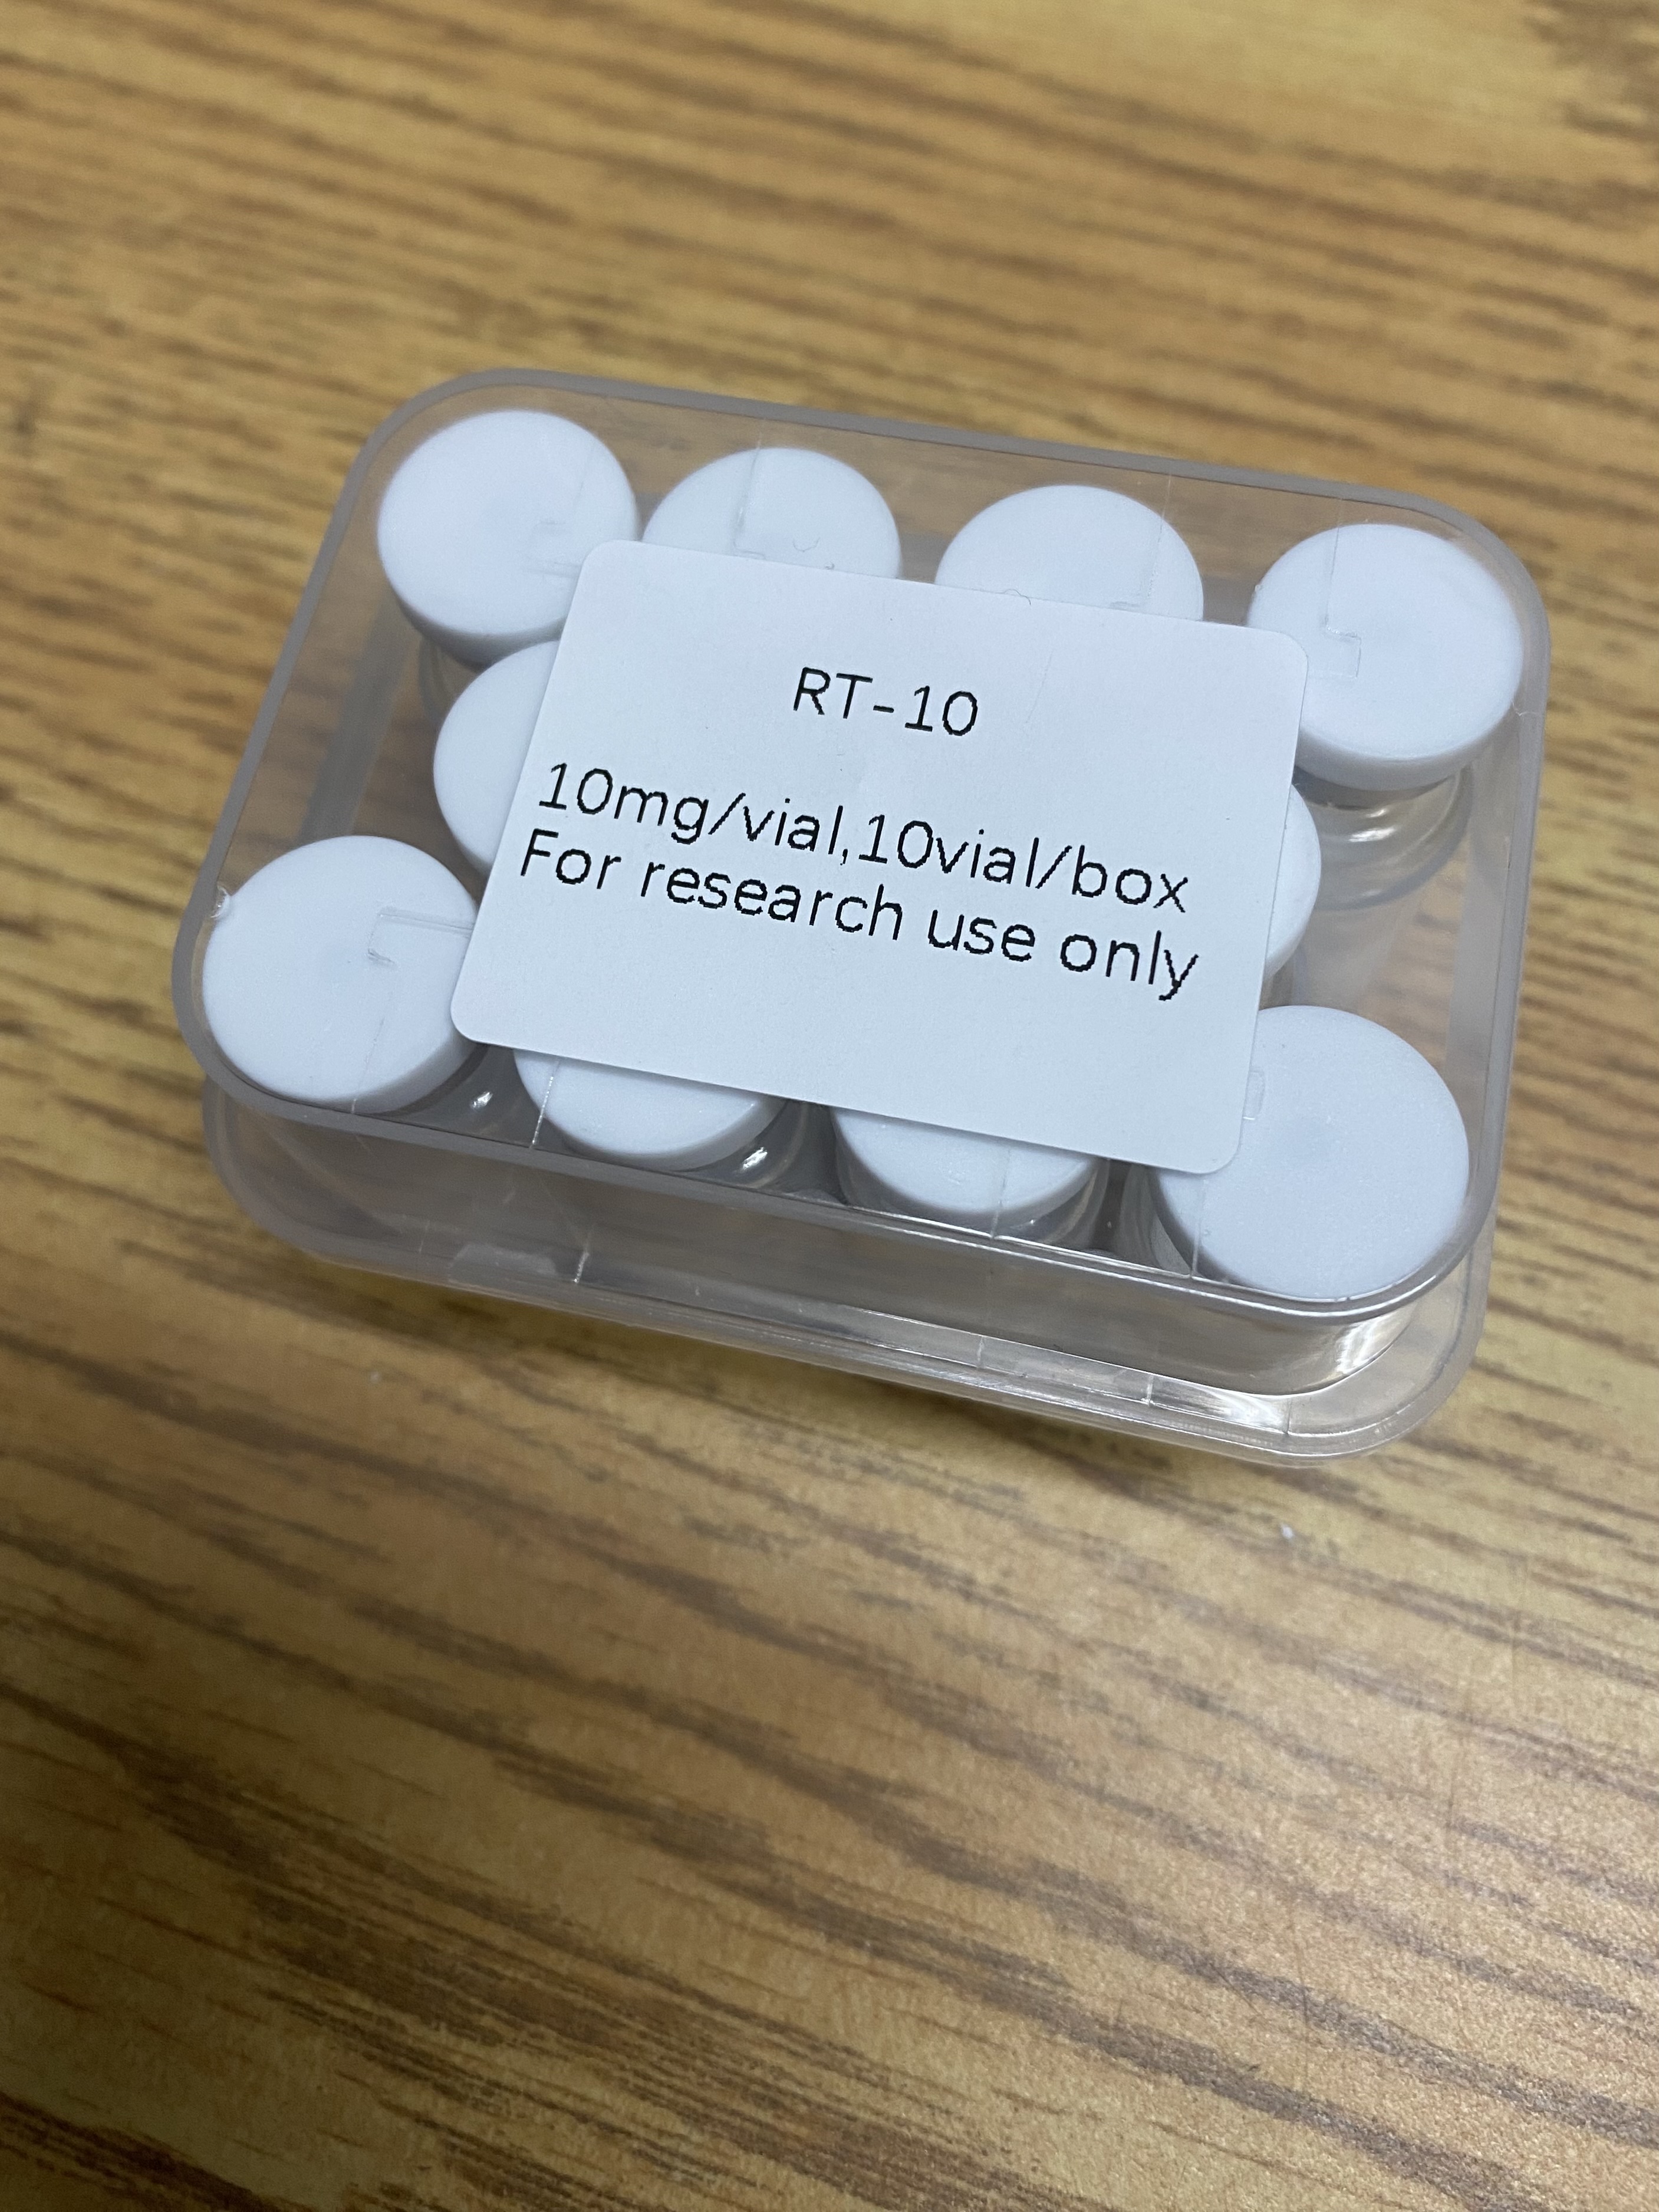 RT-10
10mg/vial,10vial/box
For research use only